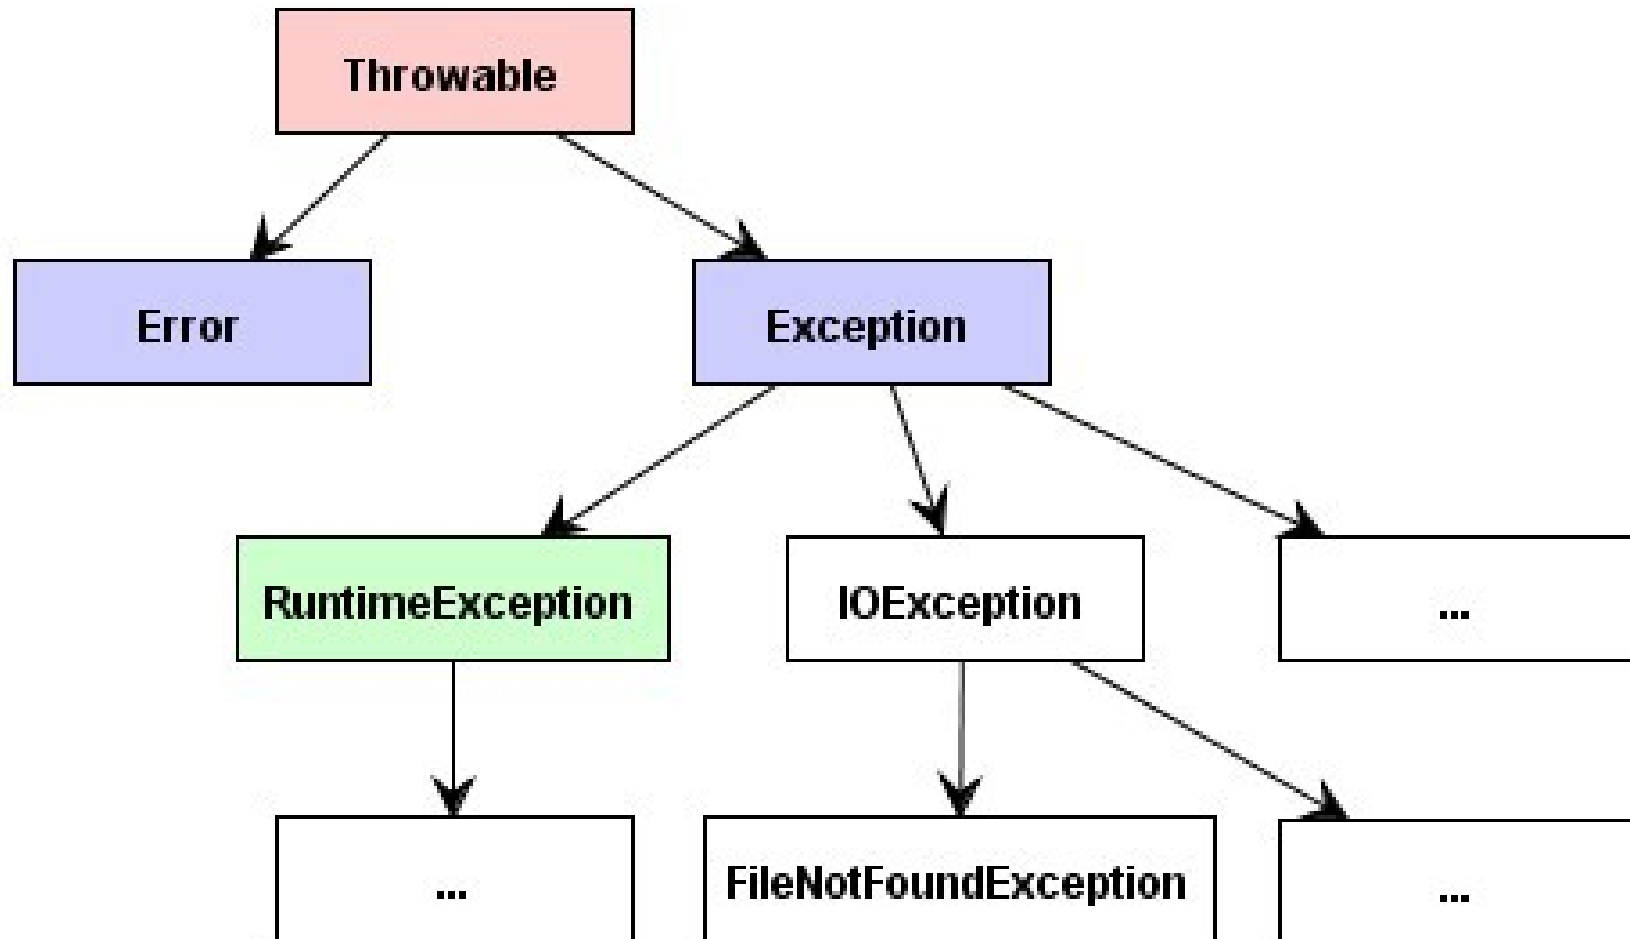 Throwable
Error
Exception
RuntimeException
IOException
...
...
FileNotFoundException
...